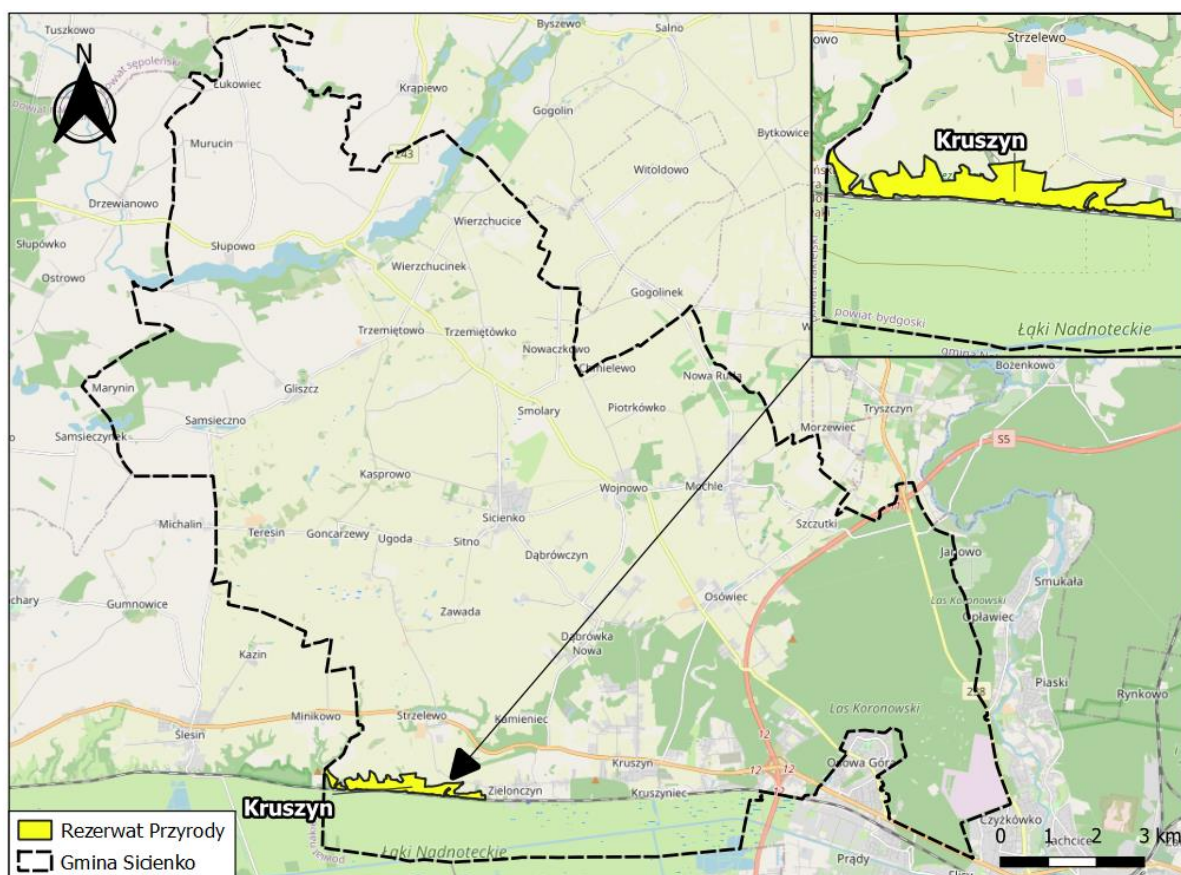 Tuszkowo
Byszewo
Salno
N
powiat sępoleński
Łukowiec
Krąpiewo
243
Gogolin
Murucin
Bytkowice
Witoldowo
Drzewianowo
Wierzchucice
Słupówko
Słupowo
Wierzchucinek
Ostrowo
Gogolinek
Trzemiętowo
Trzemiętówko
Nowaczkowo
Chmielewo
Nowa Ruda
Marynin
Gliszcz
Smolary
Piotrkówko
Tryszczyn
Samsieczno
Samsieczynek
Morzewiec
S5
Kasprowo
Wojnowo
Mochle
Michalin
Sicienko
Szczutki
Teresin
Goncarzewy
Ugoda
Sitno
Dąbrówczyn
Janowo
Smukała
Gumnowice
Zawada
Osówiec
Las Koronowski
Opławiec
Dąbrówka
Nowa
Kazin
Piaski
Rynkowo
Las Koronowski
Minikowo
Strzelewo
Kamieniec
Ślesin
Kruszyn
12
12
12
12
Osowa Góra
Zielonczyn
Kruszyniec
Kruszyn
Czyżkówko
Łąki Nadnoteckie
Prądy
Strzelewo
Kruszyn
powiat bydgoski
Łąki Nadnoteckie
Bożenkowo
Rezerwat Przyrody
Gmina Sicienko
0 1 2 3 km